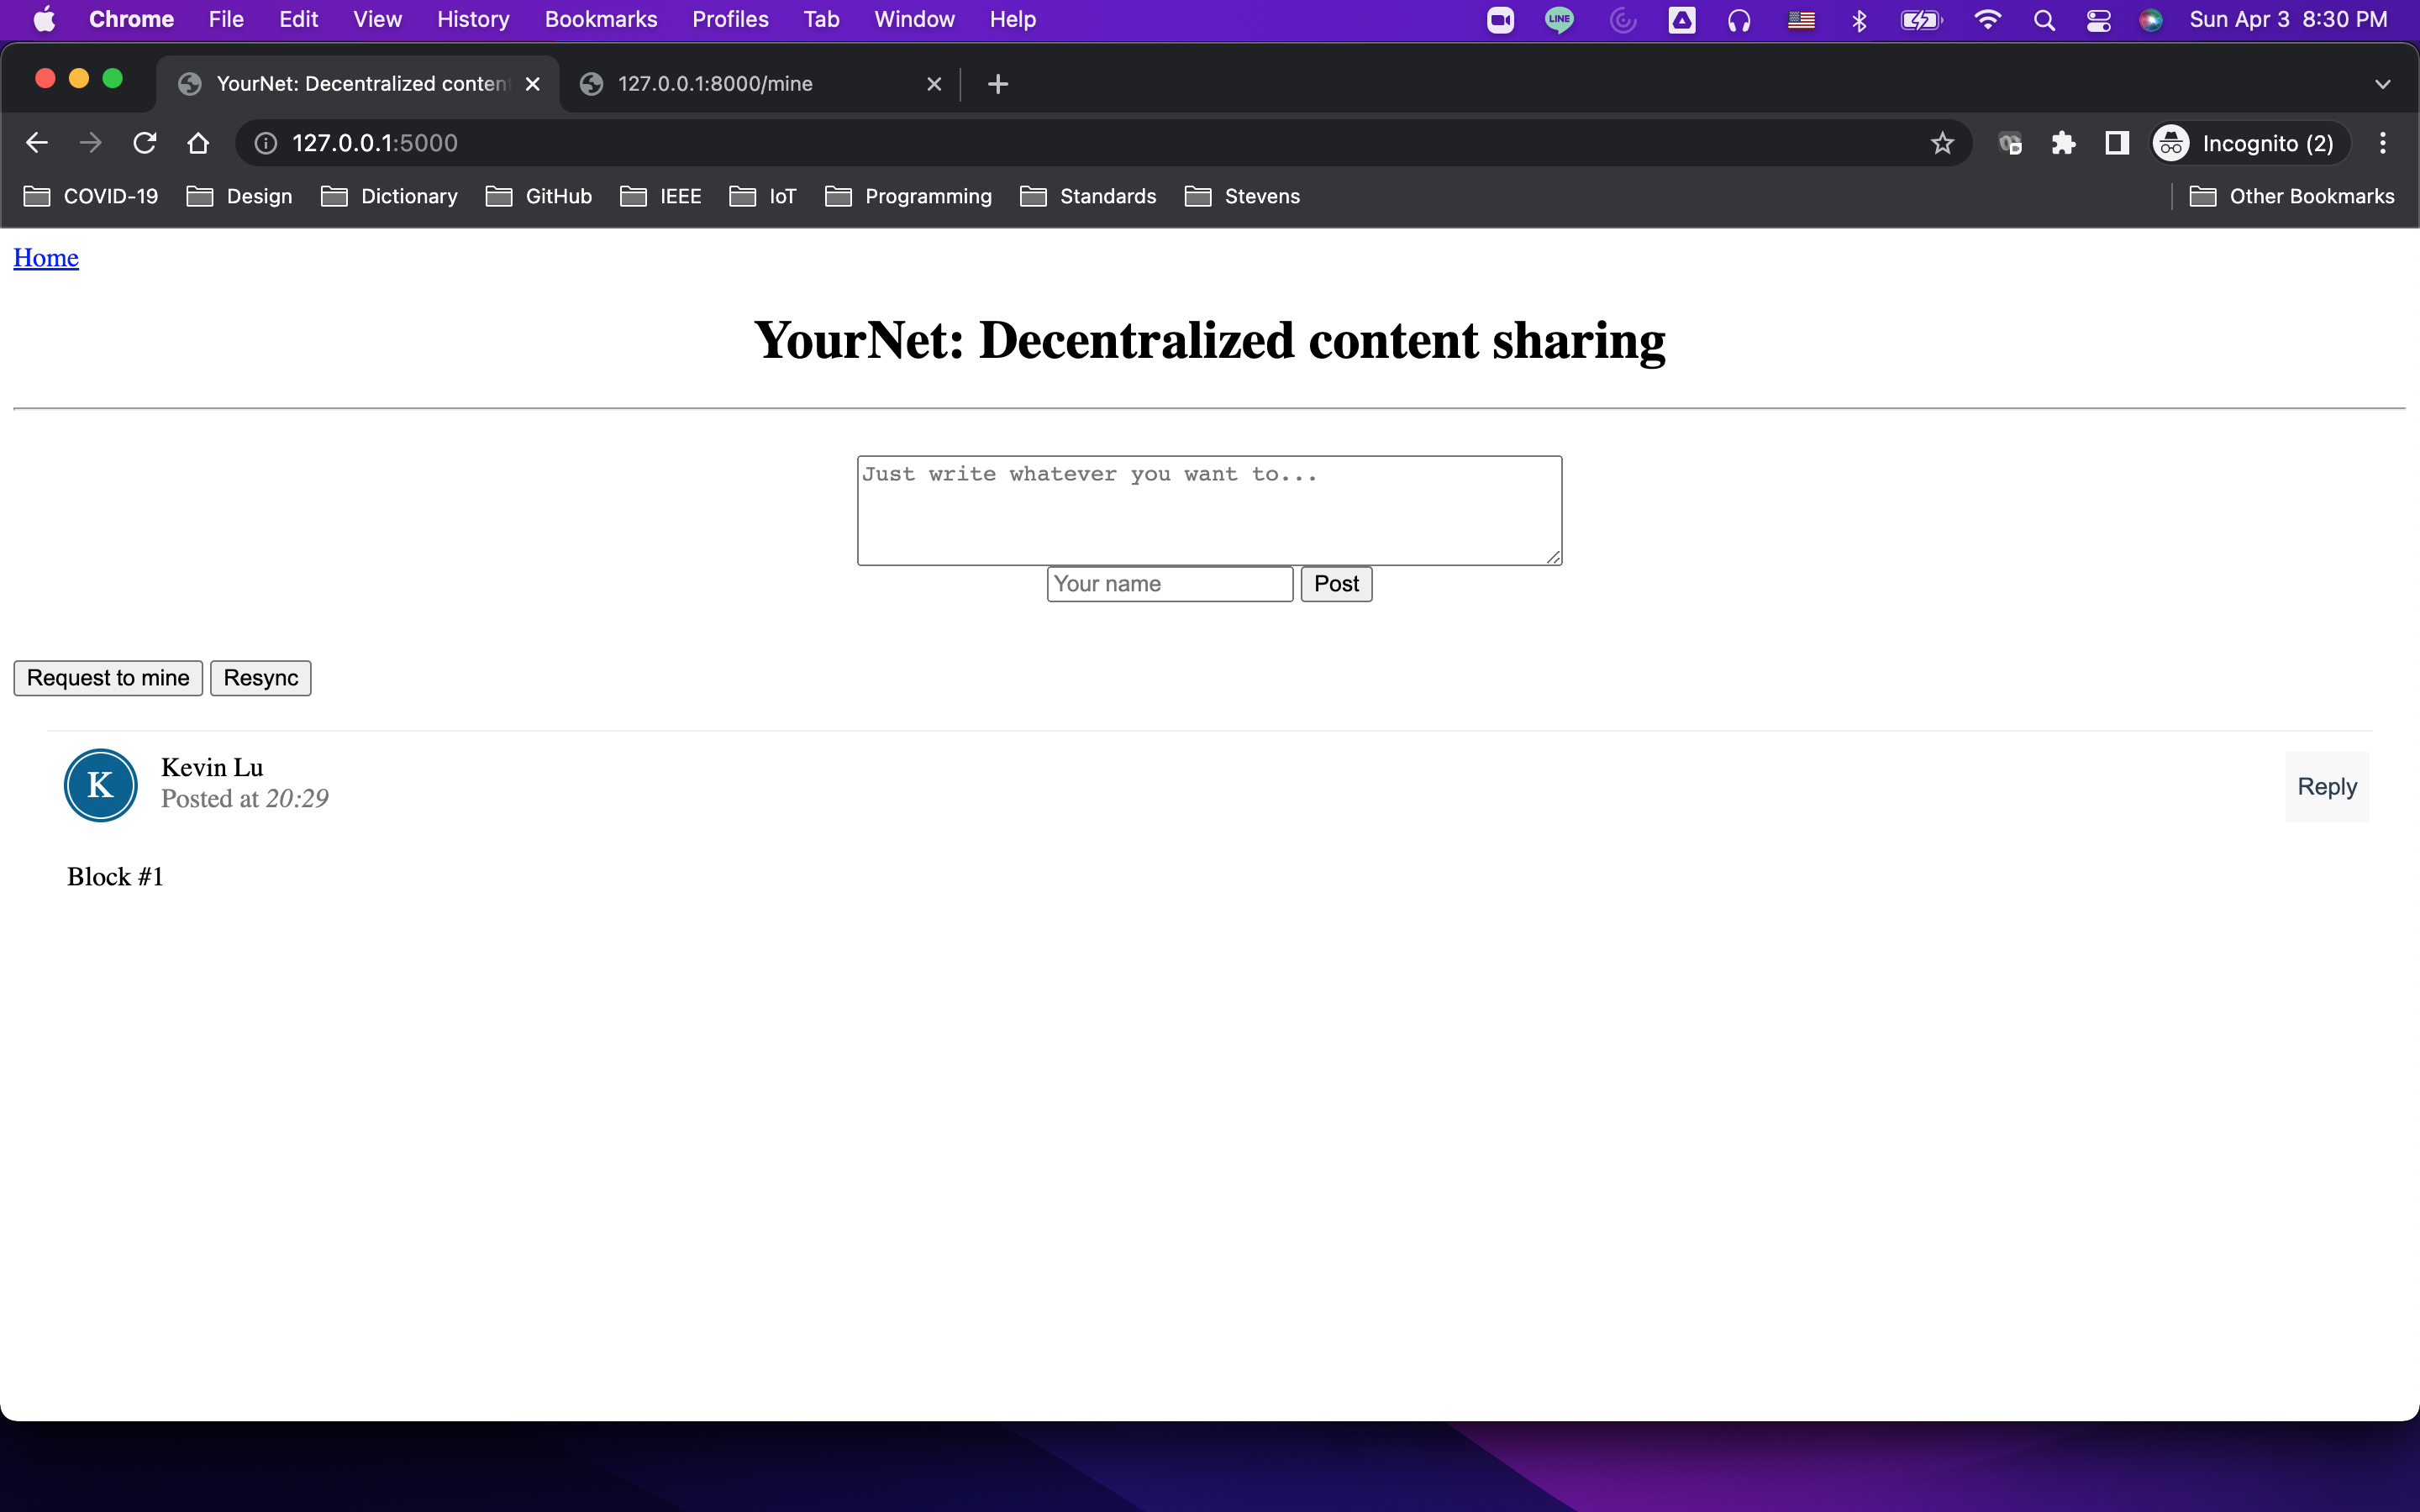 Chrome File Edit View History Bookmarks Profiles Tab Window Help LINE Sun Apr 3 8:30 PM
YourNet: Decentralized conten 127.0.0.1:8000/mine
127.0.0.1:5000 Incognito (2)
COVID-19 Design Dictionary GitHub IEEE IoT Programming Standards Stevens Other Bookmarks
Home
YourNet: Decentralized content sharing
Just write whatever you want to...
Your name Post
Request to mine Resync
K Kevin Lu
Posted at 20:29
Reply
Block #1